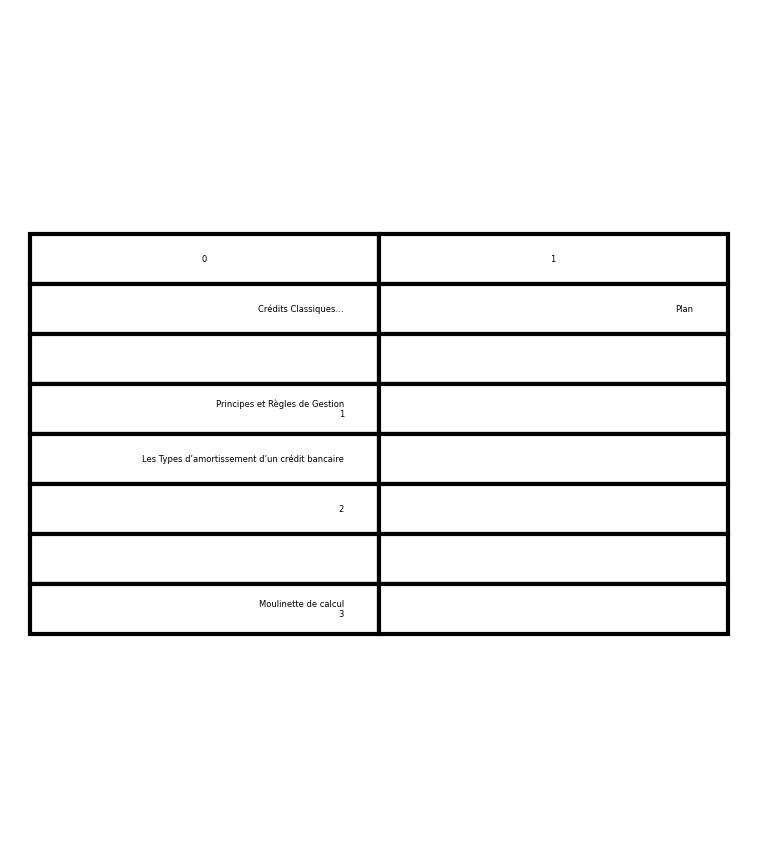 0
1
Crédits Classiques...
Plan
Principes et Règles de Gestion
1
Les Types d’amortissement d’un crédit bancaire
2
Moulinette de calcul
3